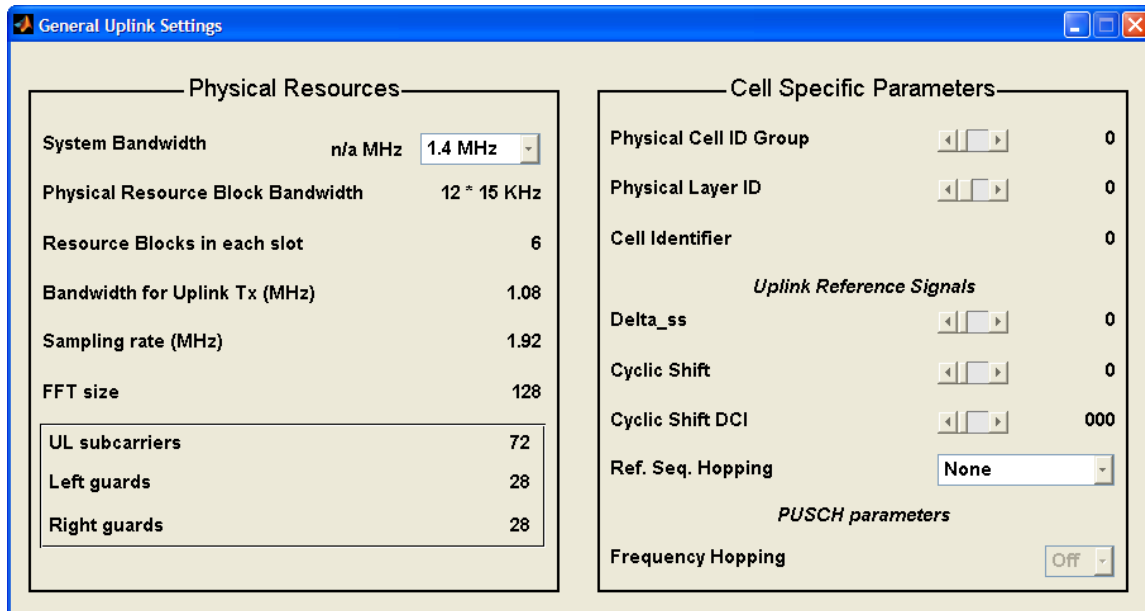 General Uplink Settings
Physical Resources
System Bandwidth n/a MHz 1.4 MHz
Physical Resource Block Bandwidth 12 * 15 KHz
Resource Blocks in each slot 6
Bandwidth for Uplink Tx (MHz) 1.08
Sampling rate (MHz) 1.92
FFT size 128
UL subcarriers 72
Left guards 28
Right guards 28
Cell Specific Parameters
Physical Cell ID Group 0
Physical Layer ID 0
Cell Identifier 0
Uplink Reference Signals
Delta_ss 0
Cyclic Shift 0
Cyclic Shift DCI 000
Ref. Seq. Hopping None
PUSCH parameters
Frequency Hopping Off